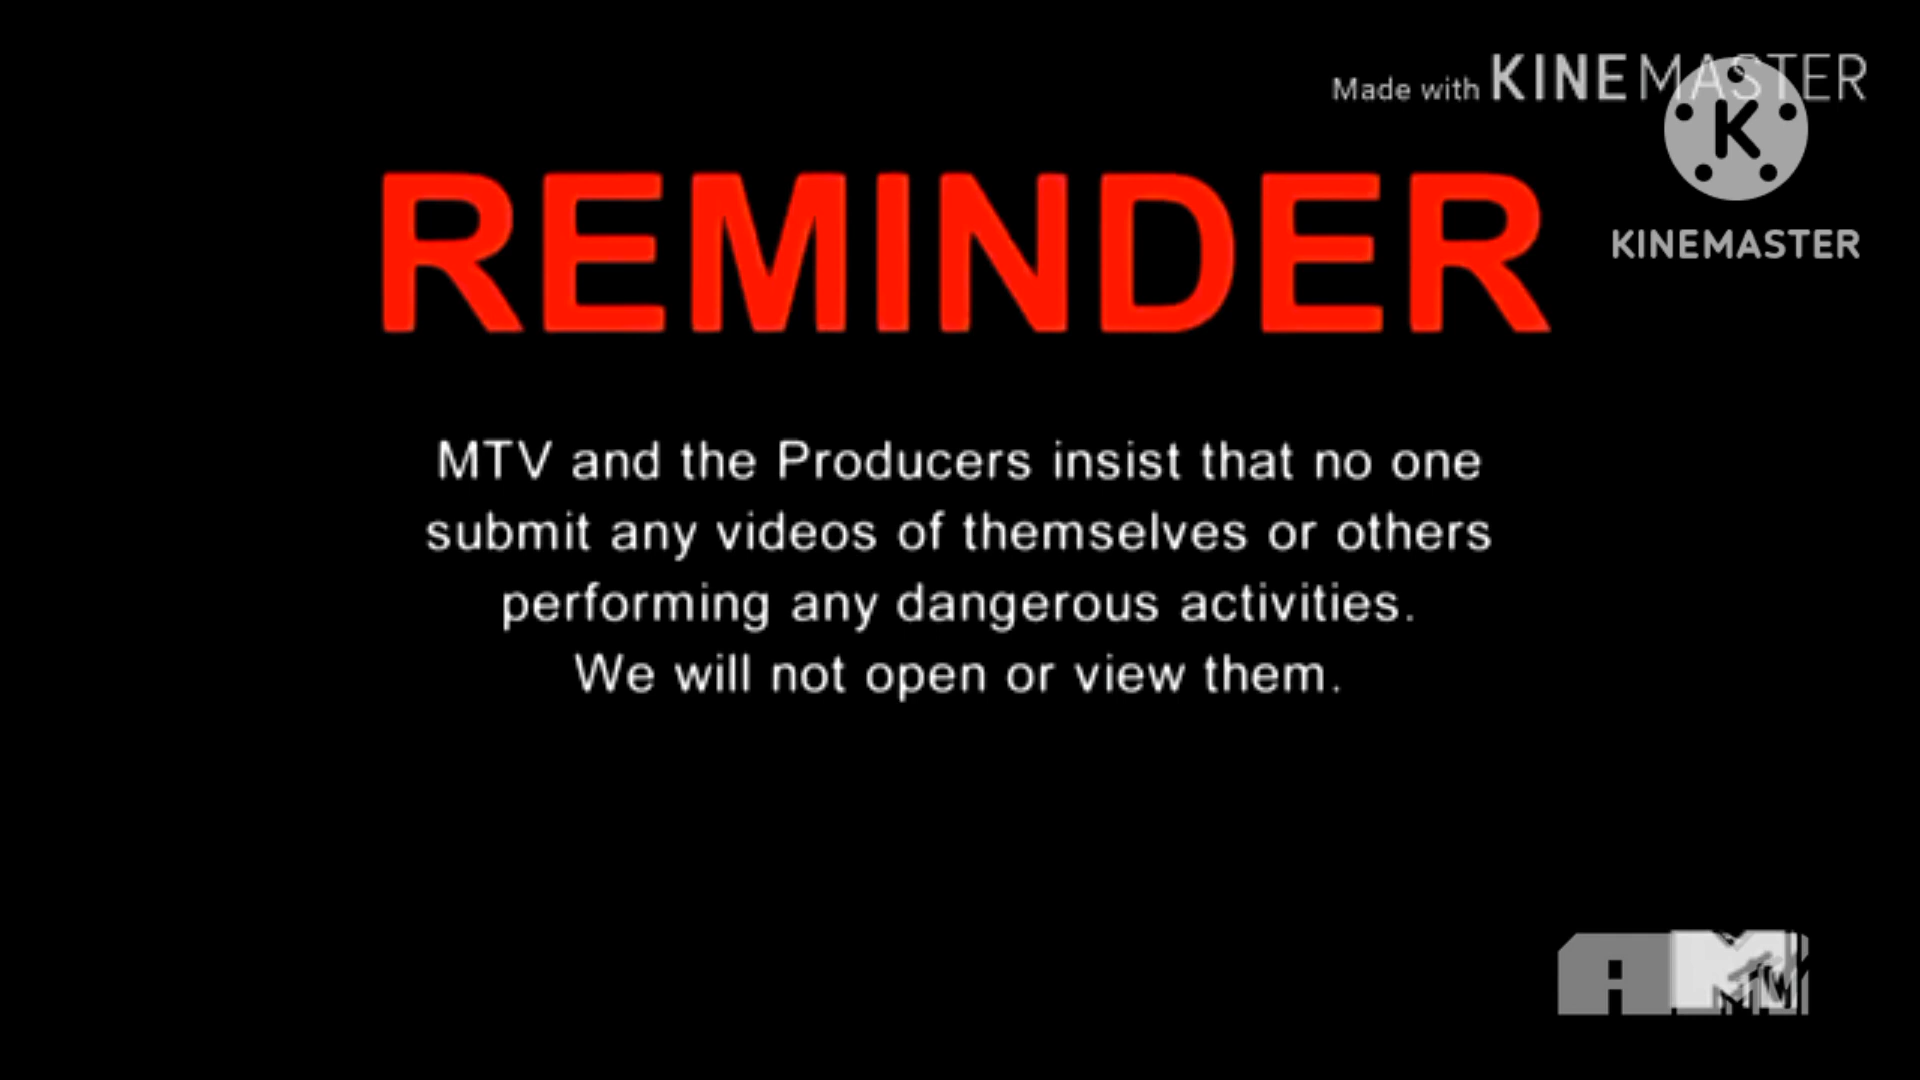 Made with KINEMASTER
K
KINEMASTER
REMINDER
MTV and the Producers insist that no one
submit any videos of themselves or others
performing any dangerous activities.
We will not open or view them.